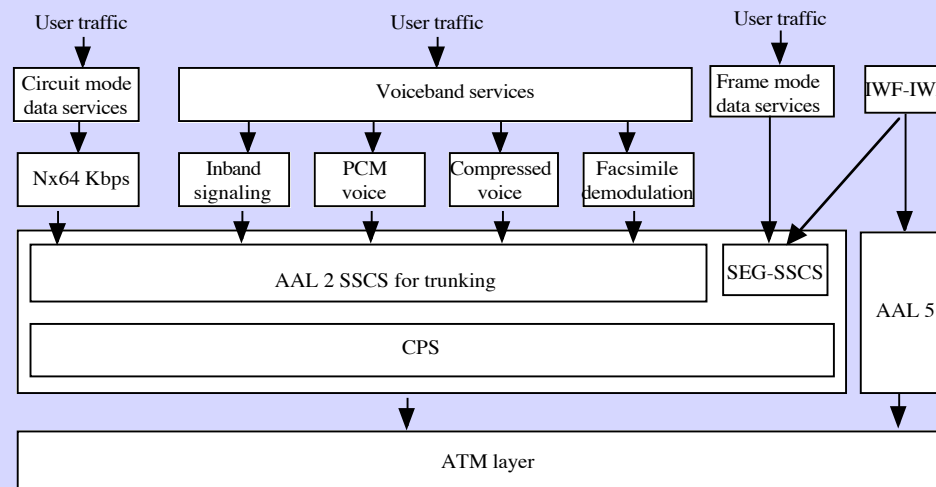 User traffic
User traffic
User traffic
Circuit mode
data services
Voiceband services
Frame mode
data services
IWF-IW
Nx64 Kbps
Inband
signaling
PCM
voice
Compressed
voice
Facsimile
demodulation
AAL 2 SSCS for trunking
SEG-SSCS
AAL 5
CPS
ATM layer